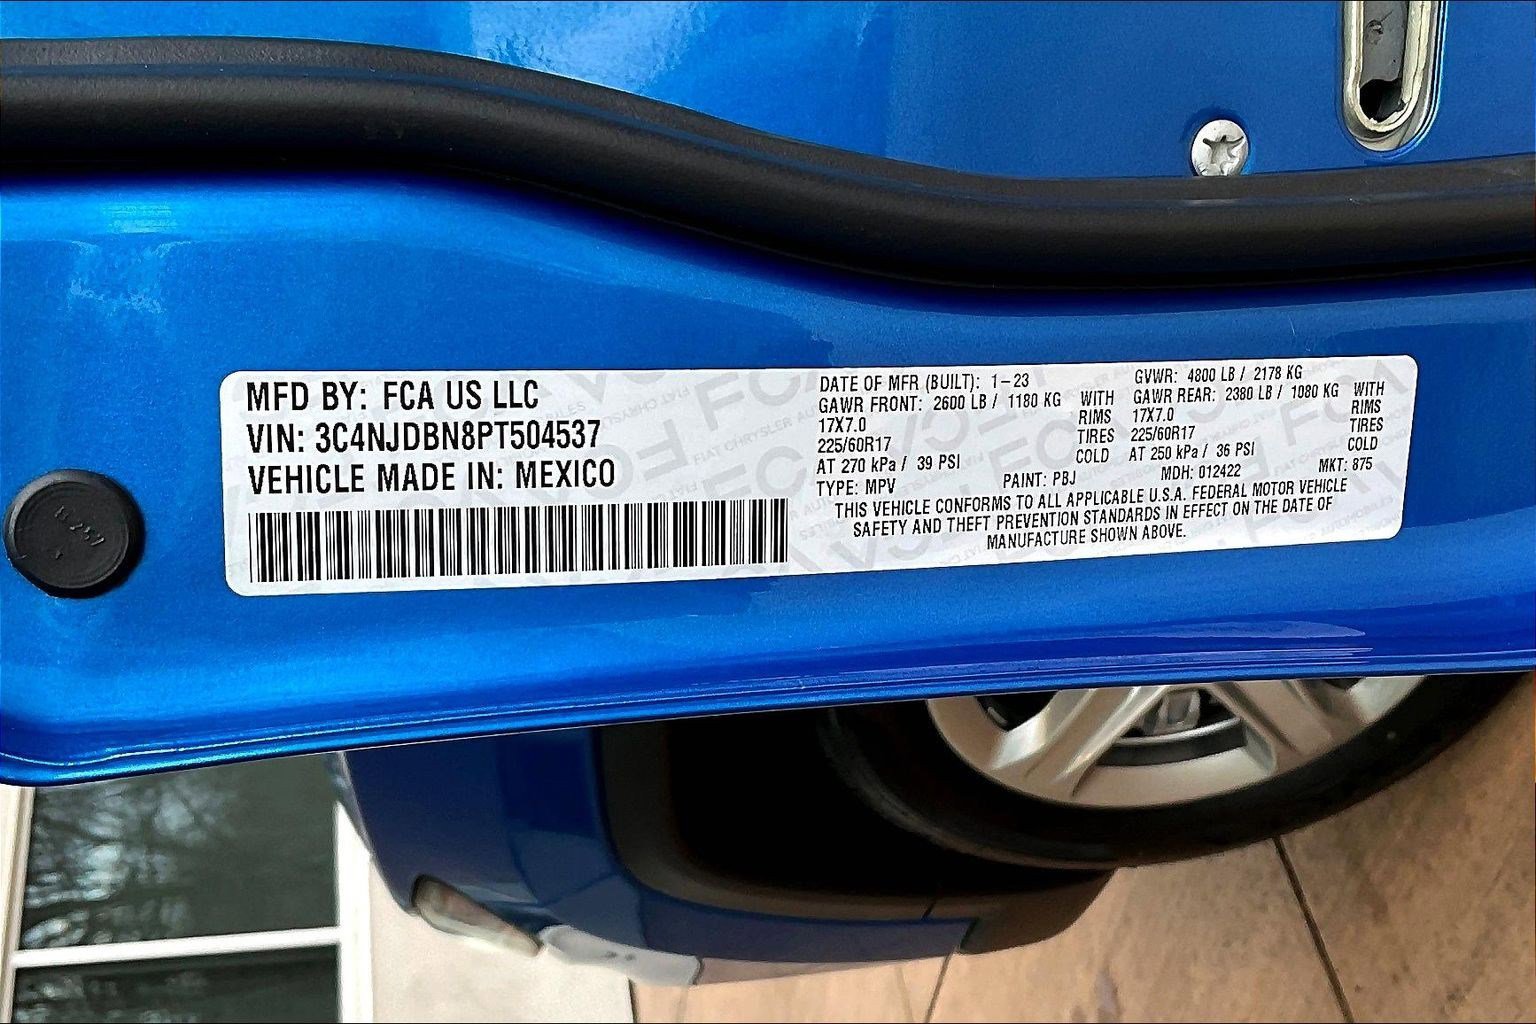 MFD BY: FCA US LLC
VIN: 3C4NJDBN8PT504537
VEHICLE MADE IN: MEXICO
DATE OF MFR (BUILT): 1-23
GAWR FRONT: 2600 LB / 1180 KG WITH
17X7.0 RIMS
225/60R17 TIRES
AT 270 kPa / 39 PSI COLD
TYPE: MPV
GVWR: 4800 LB / 2178 KG
GAWR REAR: 2380 LB / 1080 KG WITH
17X7.0 RIMS
225/60R17 TIRES
AT 250 kPa / 36 PSI COLD
PAINT: PBJ MDH: 012422 MKT: 875
THIS VEHICLE CONFORMS TO ALL APPLICABLE U.S.A. FEDERAL MOTOR VEHICLE
SAFETY AND THEFT PREVENTION STANDARDS IN EFFECT ON THE DATE OF
MANUFACTURE SHOWN ABOVE.